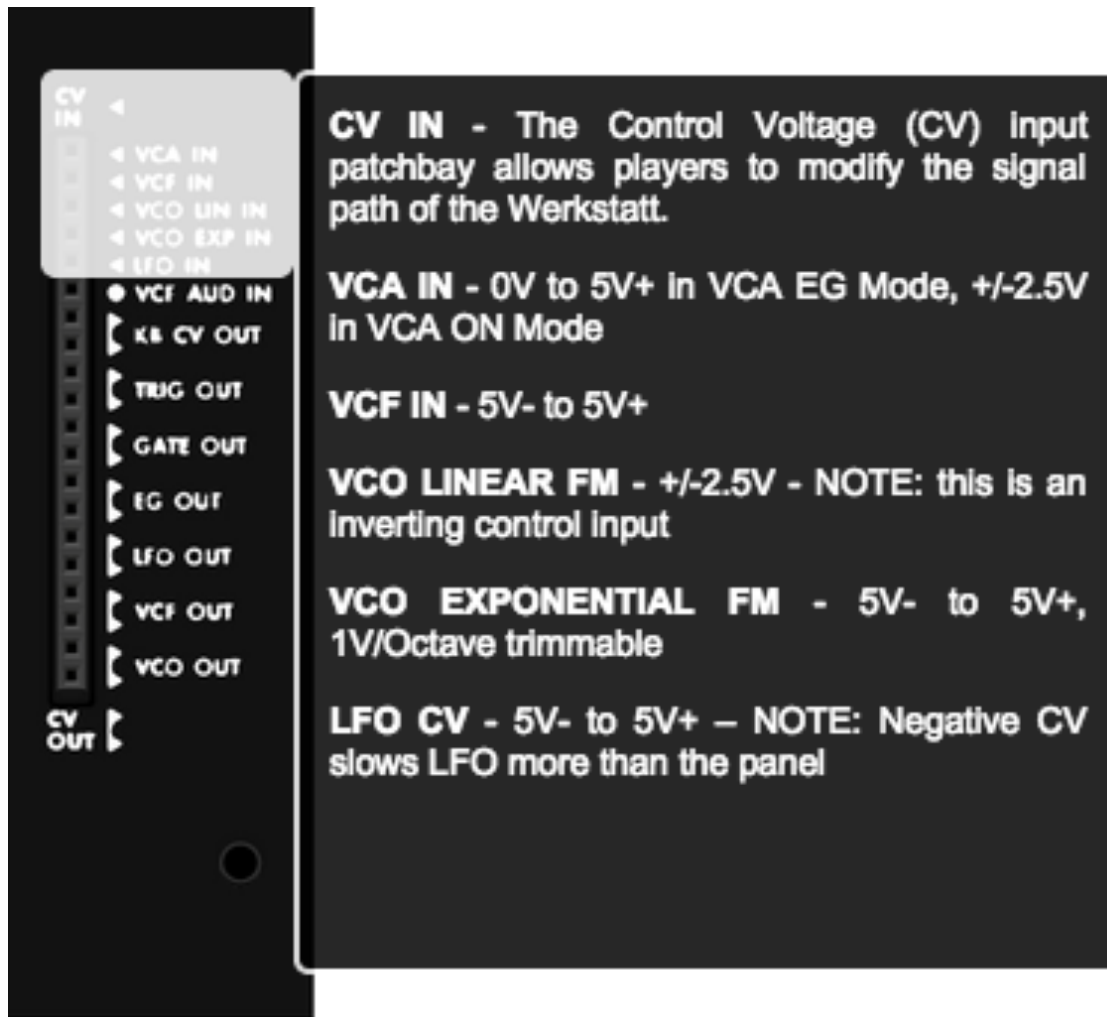 CV
IN
VCA IN
VCF IN
VCO LIN IN
VCO EXP IN
LFO IN
VCF AUD IN
KB CV OUT
TRIG OUT
GATE OUT
EG OUT
LFO OUT
VCF OUT
VCO OUT
CV
OUT
CV IN - The Control Voltage (CV) input
patchbay allows players to modify the signal
path of the Werkstatt.
VCA IN - 0V to 5V+ in VCA EG Mode, +/-2.5V
in VCA ON Mode
VCF IN - 5V- to 5V+
VCO LINEAR FM - +/-2.5V - NOTE: this is an
inverting control input
VCO EXPONENTIAL FM - 5V- to 5V+,
1V/Octave trimmable
LFO CV - 5V- to 5V+ – NOTE: Negative CV
slows LFO more than the panel